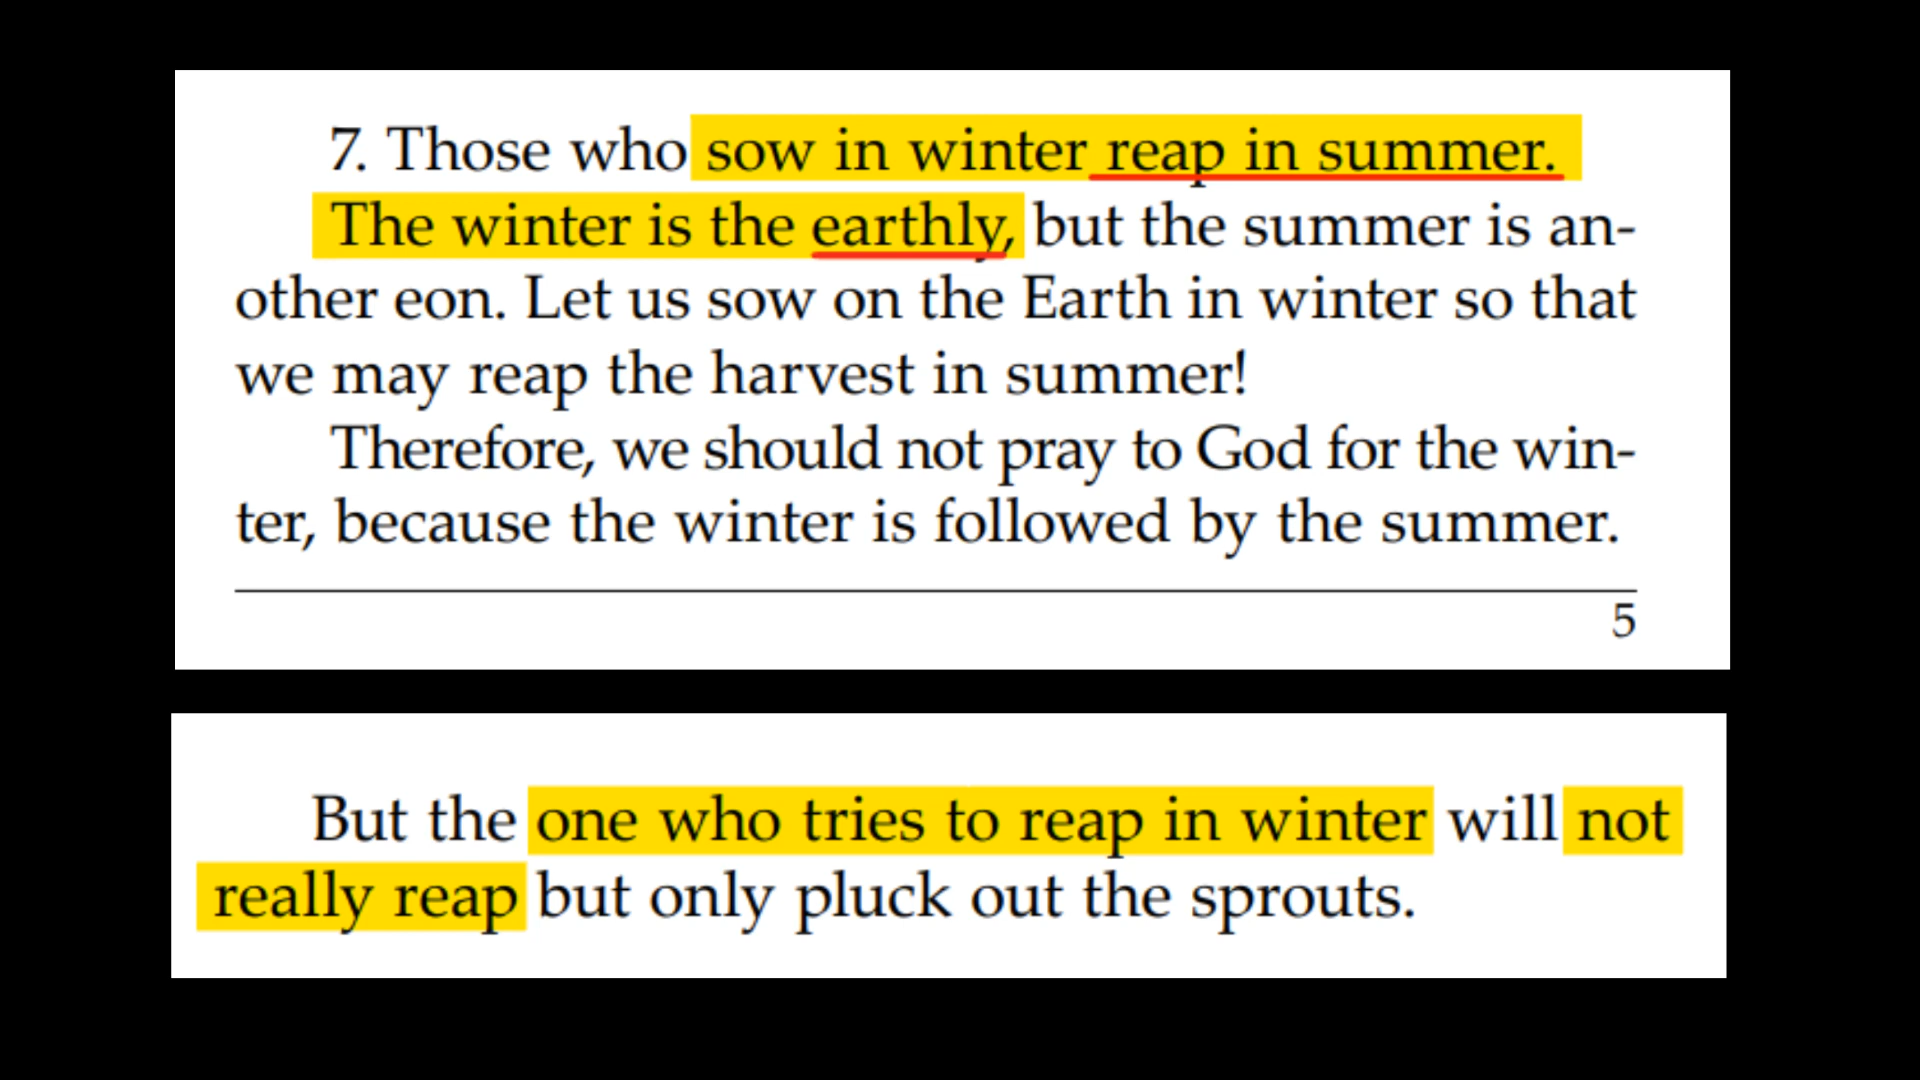 7. Those who sow in winter reap in summer.
The winter is the earthly, but the summer is an-
other eon. Let us sow on the Earth in winter so that
we may reap the harvest in summer!
Therefore, we should not pray to God for the win-
ter, because the winter is followed by the summer.
5
But the one who tries to reap in winter will not
really reap but only pluck out the sprouts.